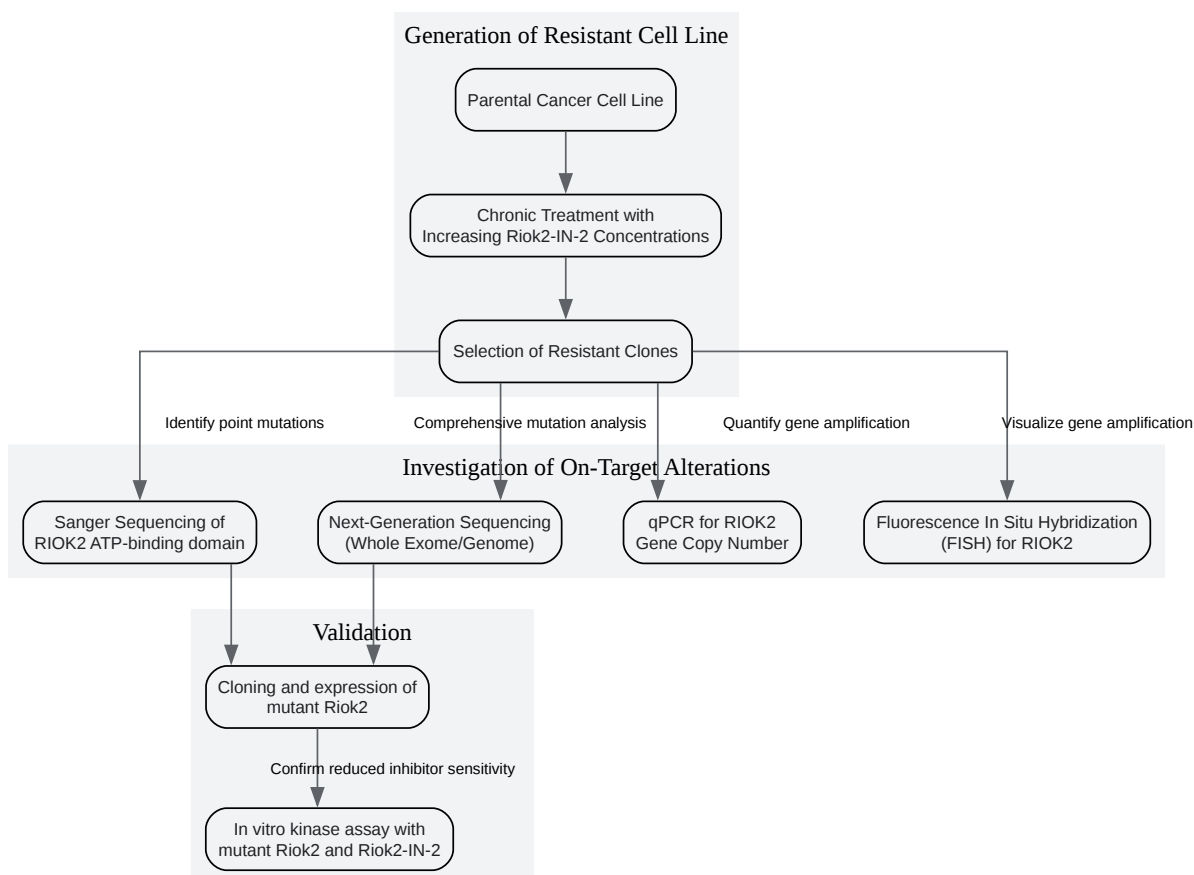 Generation of Resistant Cell Line
Parental Cancer Cell Line
Chronic Treatment with
Increasing Riok2-IN-2 Concentrations
Selection of Resistant Clones
Identify point mutations
Comprehensive mutation analysis
Quantify gene amplification
Visualize gene amplification
Investigation of On-Target Alterations
Sanger Sequencing of
RIOK2 ATP-binding domain
Next-Generation Sequencing
(Whole Exome/Genome)
qPCR for RIOK2
Gene Copy Number
Fluorescence In Situ Hybridization
(FISH) for RIOK2
Validation
Cloning and expression of
mutant Riok2
Confirm reduced inhibitor sensitivity
In vitro kinase assay with
mutant Riok2 and Riok2-IN-2